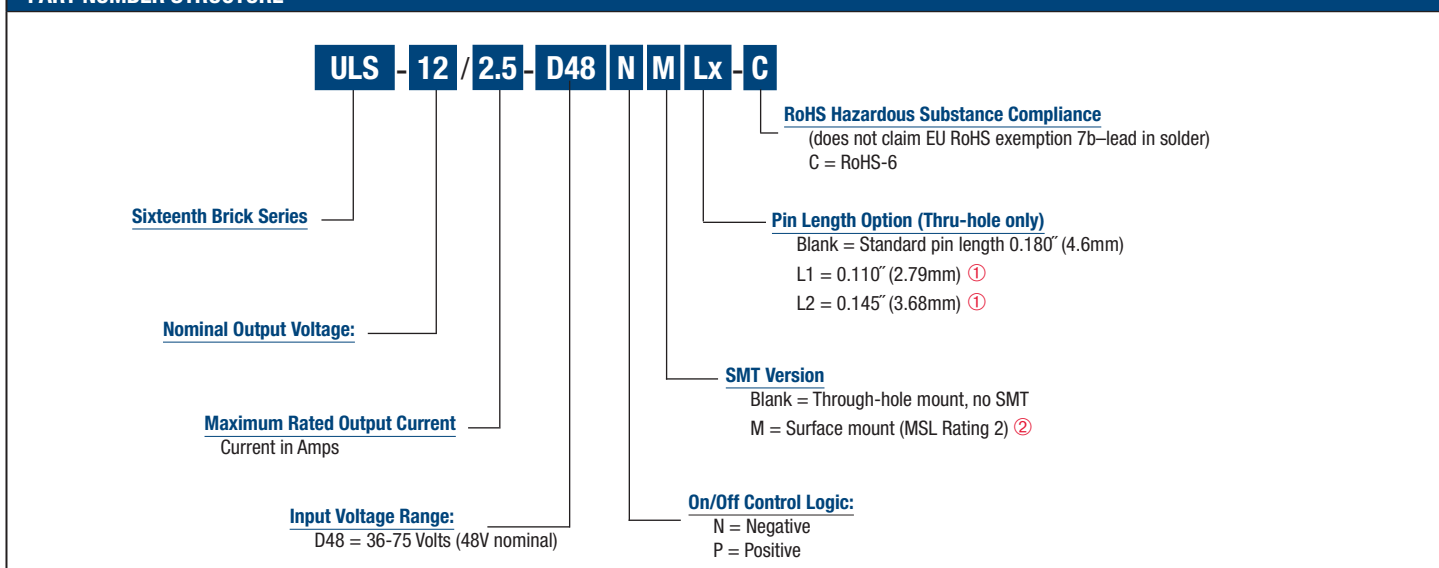 PART NUMBER STRUCTURE
ULS - 12 / 2.5 - D48 N M Lx - C
RoHS Hazardous Substance Compliance
(does not claim EU RoHS exemption 7b–lead in solder)
C = RoHS-6
Sixteenth Brick Series
Pin Length Option (Thru-hole only)
Blank = Standard pin length 0.180˝ (4.6mm)
L1 = 0.110˝ (2.79mm) ①
L2 = 0.145˝ (3.68mm) ①
Nominal Output Voltage:
SMT Version
Blank = Through-hole mount, no SMT
M = Surface mount (MSL Rating 2) ②
Maximum Rated Output Current
Current in Amps
On/Off Control Logic:
N = Negative
P = Positive
Input Voltage Range:
D48 = 36-75 Volts (48V nominal)